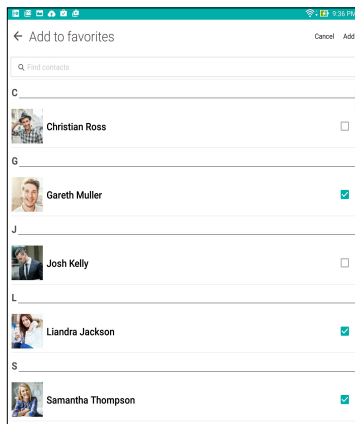 9:36 PM
Add to favorites
Cancel Add
Find contacts
C
Christian Ross
G
Gareth Muller
J
Josh Kelly
L
Liandra Jackson
S
Samantha Thompson